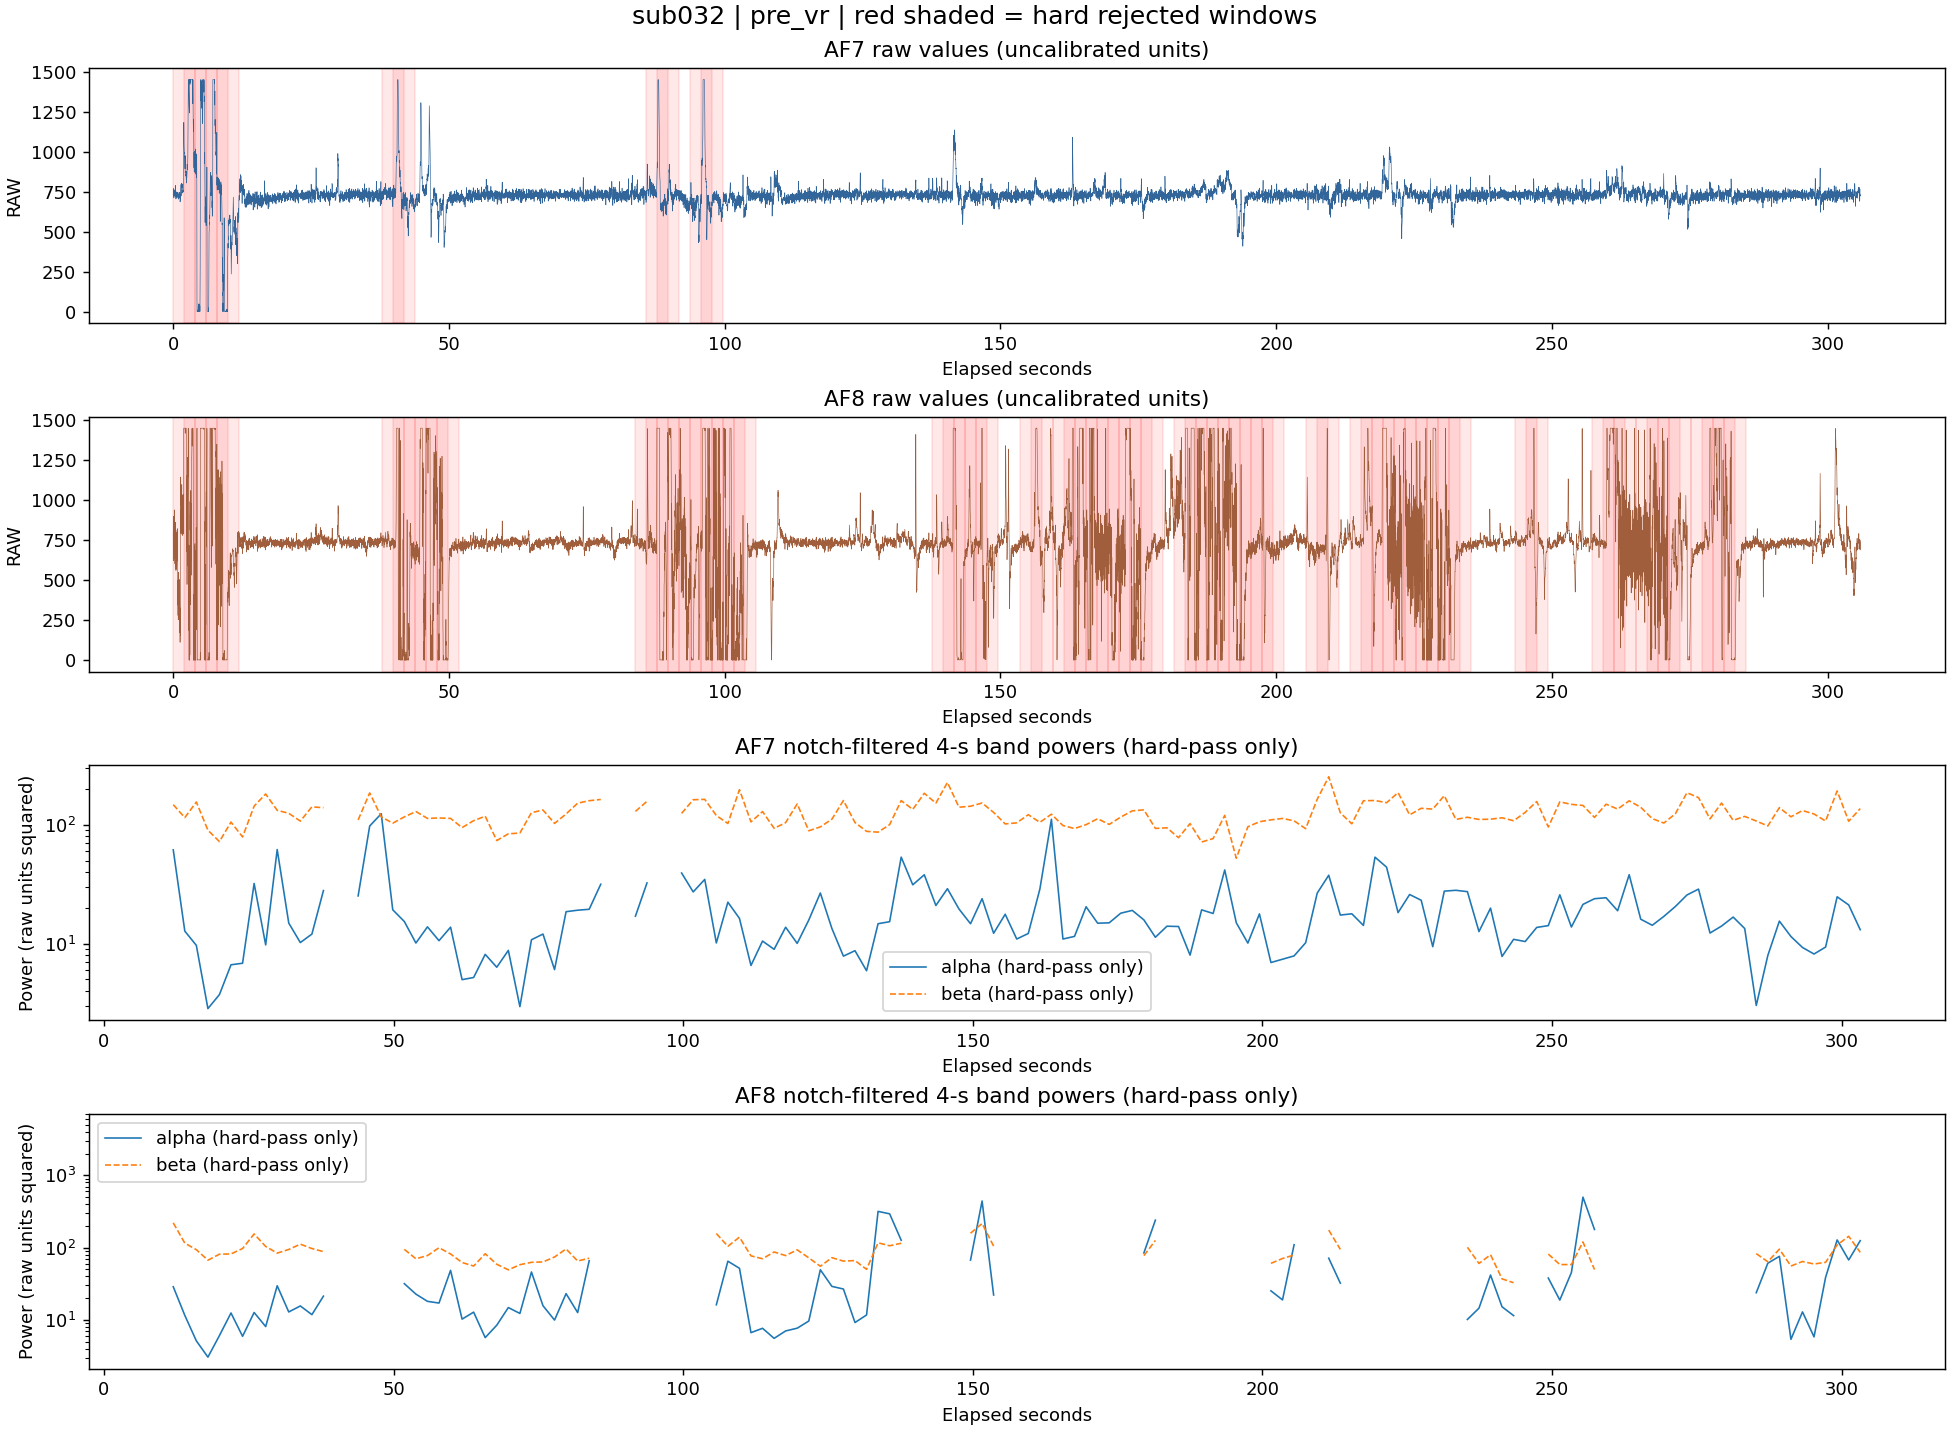 sub032 | pre_vr | red shaded = hard rejected windows
AF7 raw values (uncalibrated units)
RAW
1500
1250
1000
750
500
250
0
0 50 100 150 200 250 300
Elapsed seconds
AF8 raw values (uncalibrated units)
RAW
1500
1250
1000
750
500
250
0
0 50 100 150 200 250 300
Elapsed seconds
AF7 notch-filtered 4-s band powers (hard-pass only)
Power (raw units squared)
10²
10¹
alpha (hard-pass only)
beta (hard-pass only)
0 50 100 150 200 250 300
Elapsed seconds
AF8 notch-filtered 4-s band powers (hard-pass only)
Power (raw units squared)
alpha (hard-pass only)
beta (hard-pass only)
10³
10²
10¹
0 50 100 150 200 250 300
Elapsed seconds